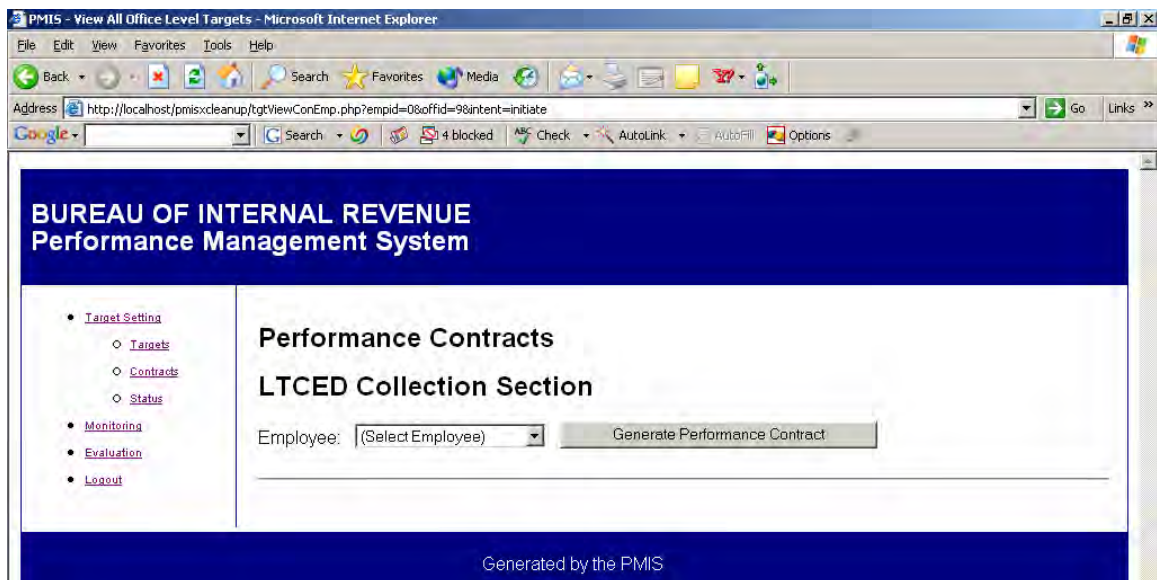 PMIS - View All Office Level Targets - Microsoft Internet Explorer
File Edit View Favorites Tools Help
Back Search Favorites Media
Address http://localhost/pmisxcleanup/tgtViewConEmp.php?empid=0&offid=9&intent=initiate Go Links »
Google Search 4 blocked ABC Check AutoLink AutoFill Options
BUREAU OF INTERNAL REVENUE
Performance Management System
Target Setting
Targets
Contracts
Status
Monitoring
Evaluation
Logout
Performance Contracts
LTCED Collection Section
Employee: (Select Employee) Generate Performance Contract
Generated by the PMIS